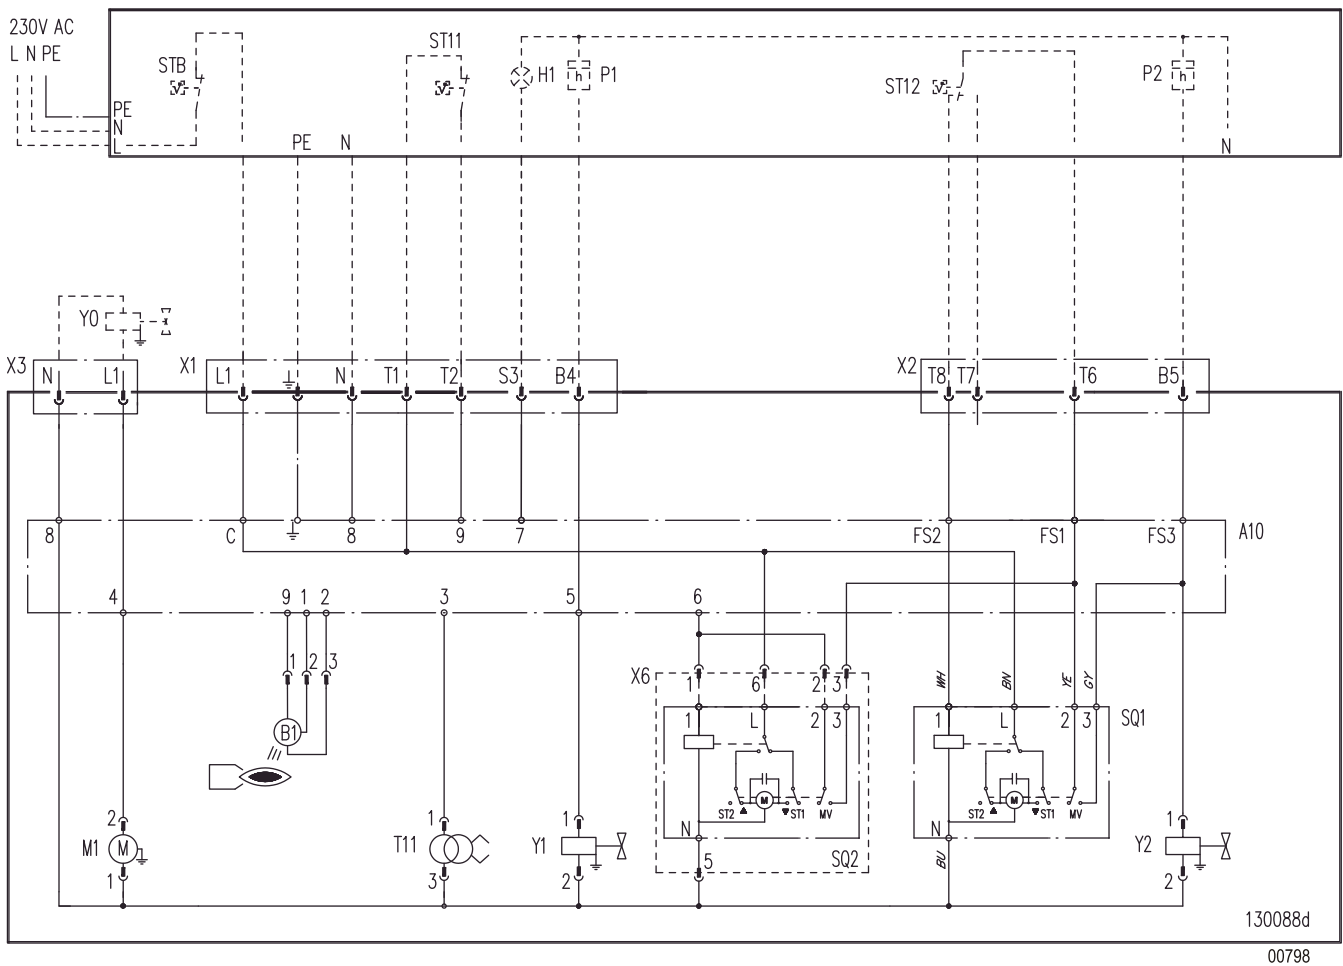 230V AC
L N PE
STB
PE
N
L
PE
N
ST11
H1
h
P1
ST12
P2
h
N
Y0
X3
N
L1
X1
L1
N
T1
T2
S3
B4
X2
T8
T7
T6
B5
8
C
8
9
7
FS2
FS1
FS3
A10
4
9
1
2
3
5
6
1
2
3
X6
1
6
2
3
WH
BN
YE
GY
B1
1
L
2
3
1
L
2
3
SQ1
M
ST2
ST1
MV
M
ST2
ST1
MV
N
N
2
M1
M
1
1
T11
3
1
Y1
2
5
SQ2
BU
1
Y2
2
130088d
00798